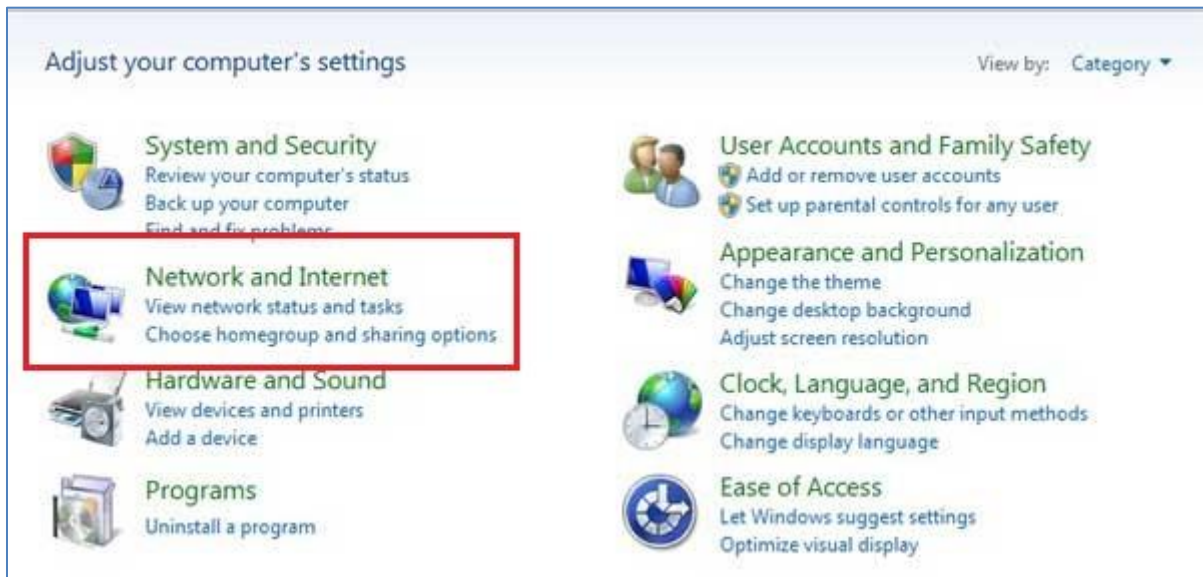 Adjust your computer's settings
View by: Category
System and Security
Review your computer's status
Back up your computer
Find and fix problems
Network and Internet
View network status and tasks
Choose homegroup and sharing options
Hardware and Sound
View devices and printers
Add a device
Programs
Uninstall a program
User Accounts and Family Safety
Add or remove user accounts
Set up parental controls for any user
Appearance and Personalization
Change the theme
Change desktop background
Adjust screen resolution
Clock, Language, and Region
Change keyboards or other input methods
Change display language
Ease of Access
Let Windows suggest settings
Optimize visual display